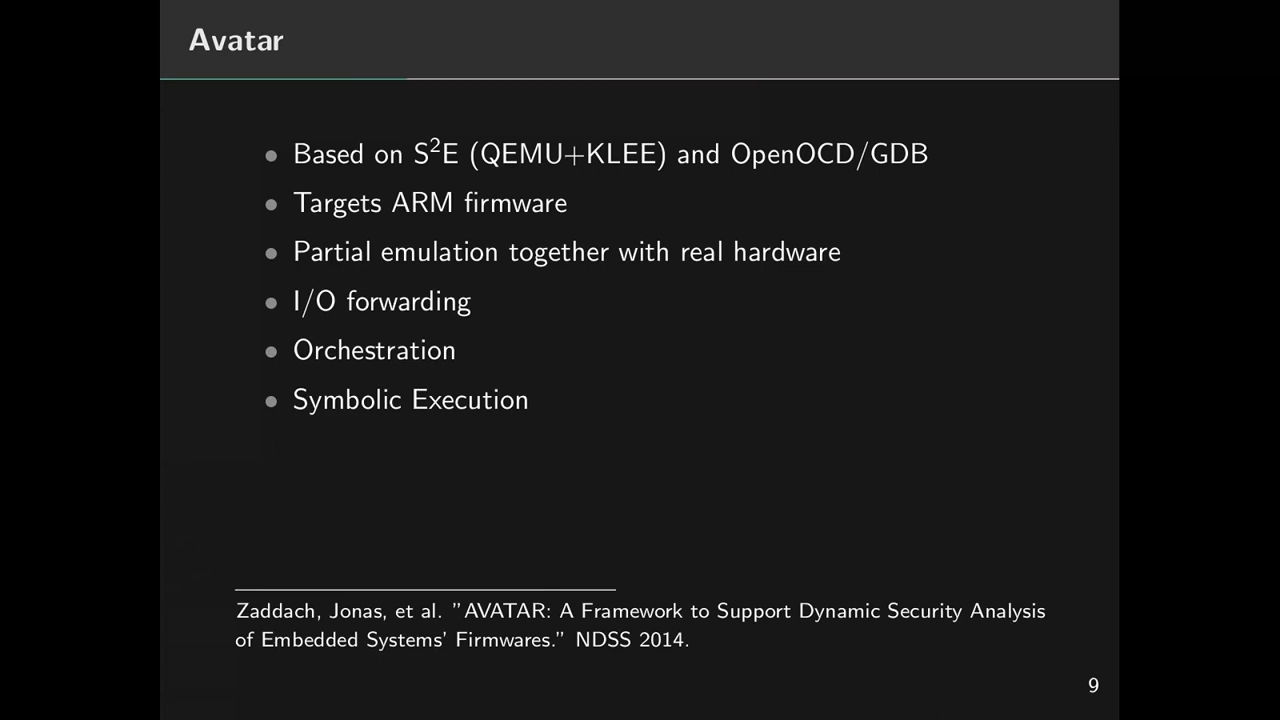 Avatar
• Based on S²E (QEMU+KLEE) and OpenOCD/GDB
• Targets ARM firmware
• Partial emulation together with real hardware
• I/O forwarding
• Orchestration
• Symbolic Execution
Zaddach, Jonas, et al. ”AVATAR: A Framework to Support Dynamic Security Analysis
of Embedded Systems’ Firmwares.” NDSS 2014.
9